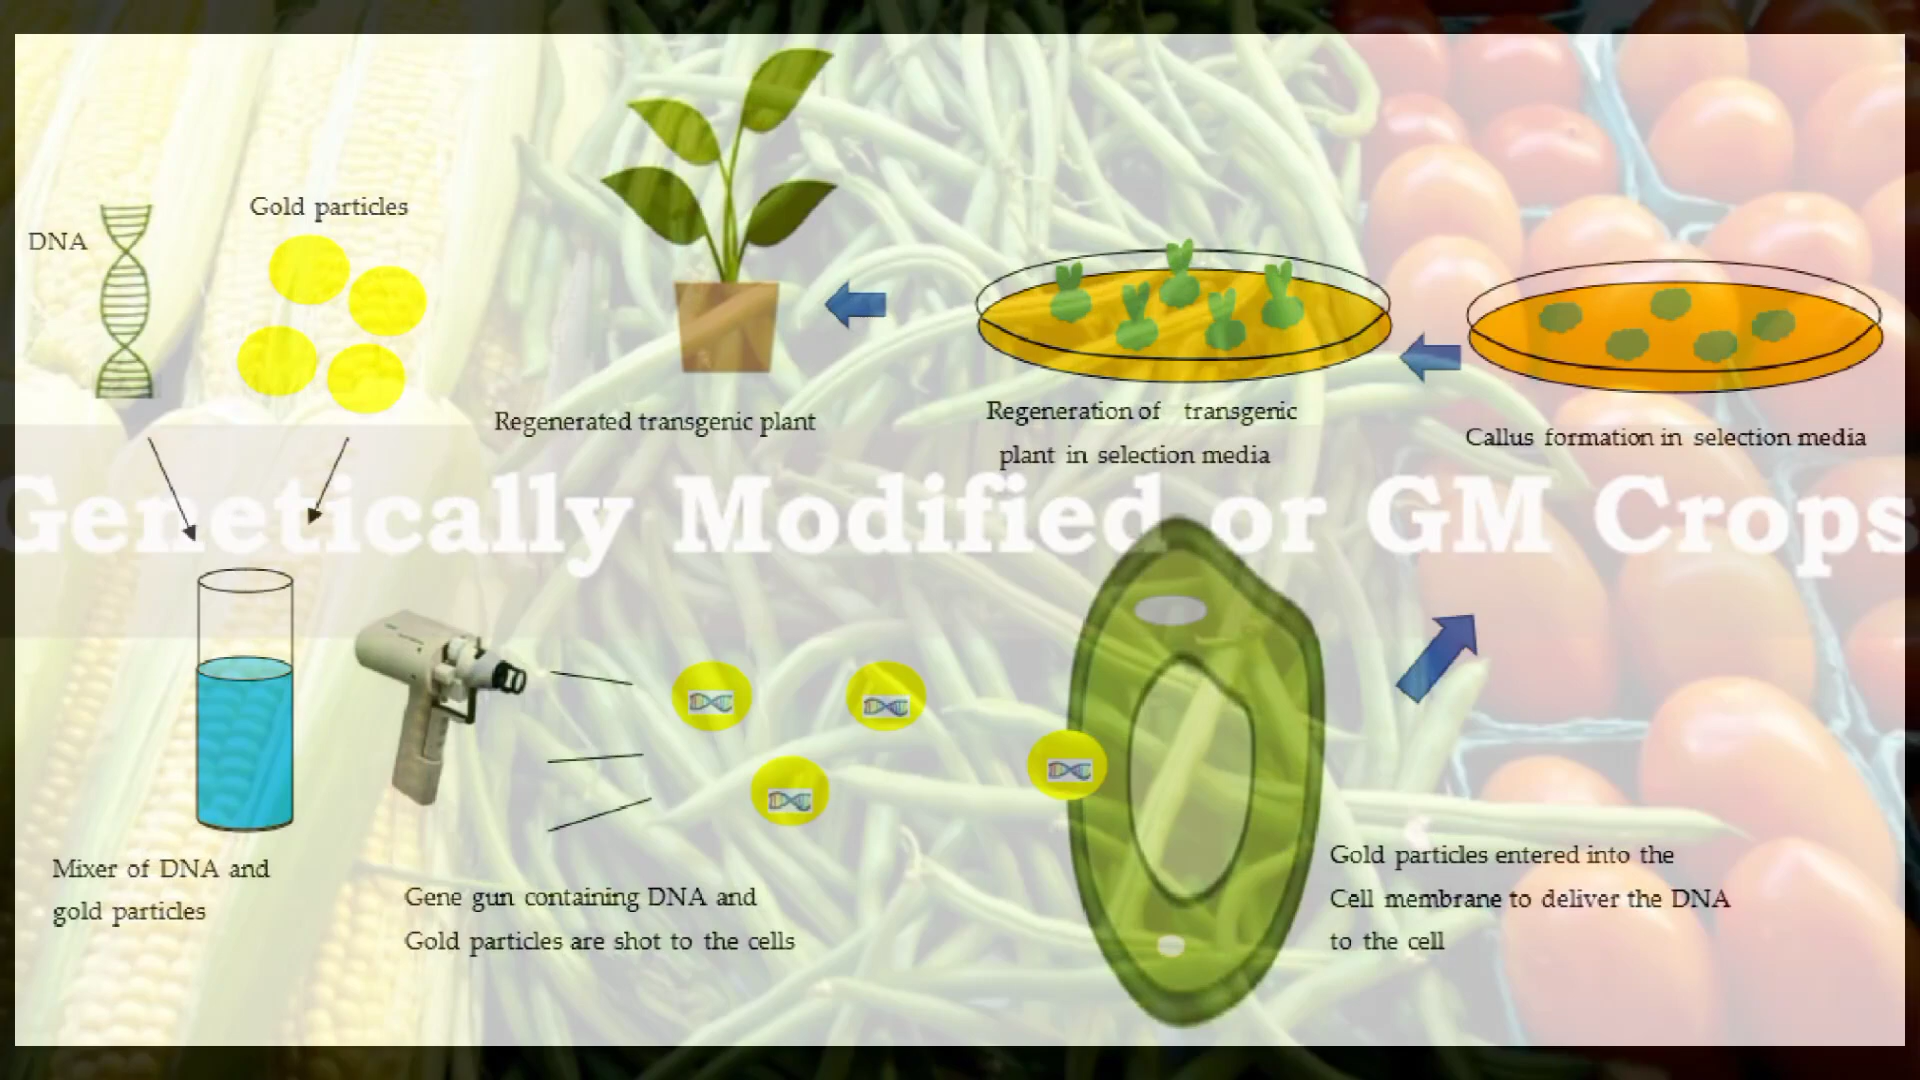 Gold particles
DNA
Regenerated transgenic plant
Regeneration of transgenic
plant in selection media
Callus formation in selection media
Genetically Modified or GM Crops
Mixer of DNA and
gold particles
Gene gun containing DNA and
Gold particles are shot to the cells
Gold particles entered into the
Cell membrane to deliver the DNA
to the cell